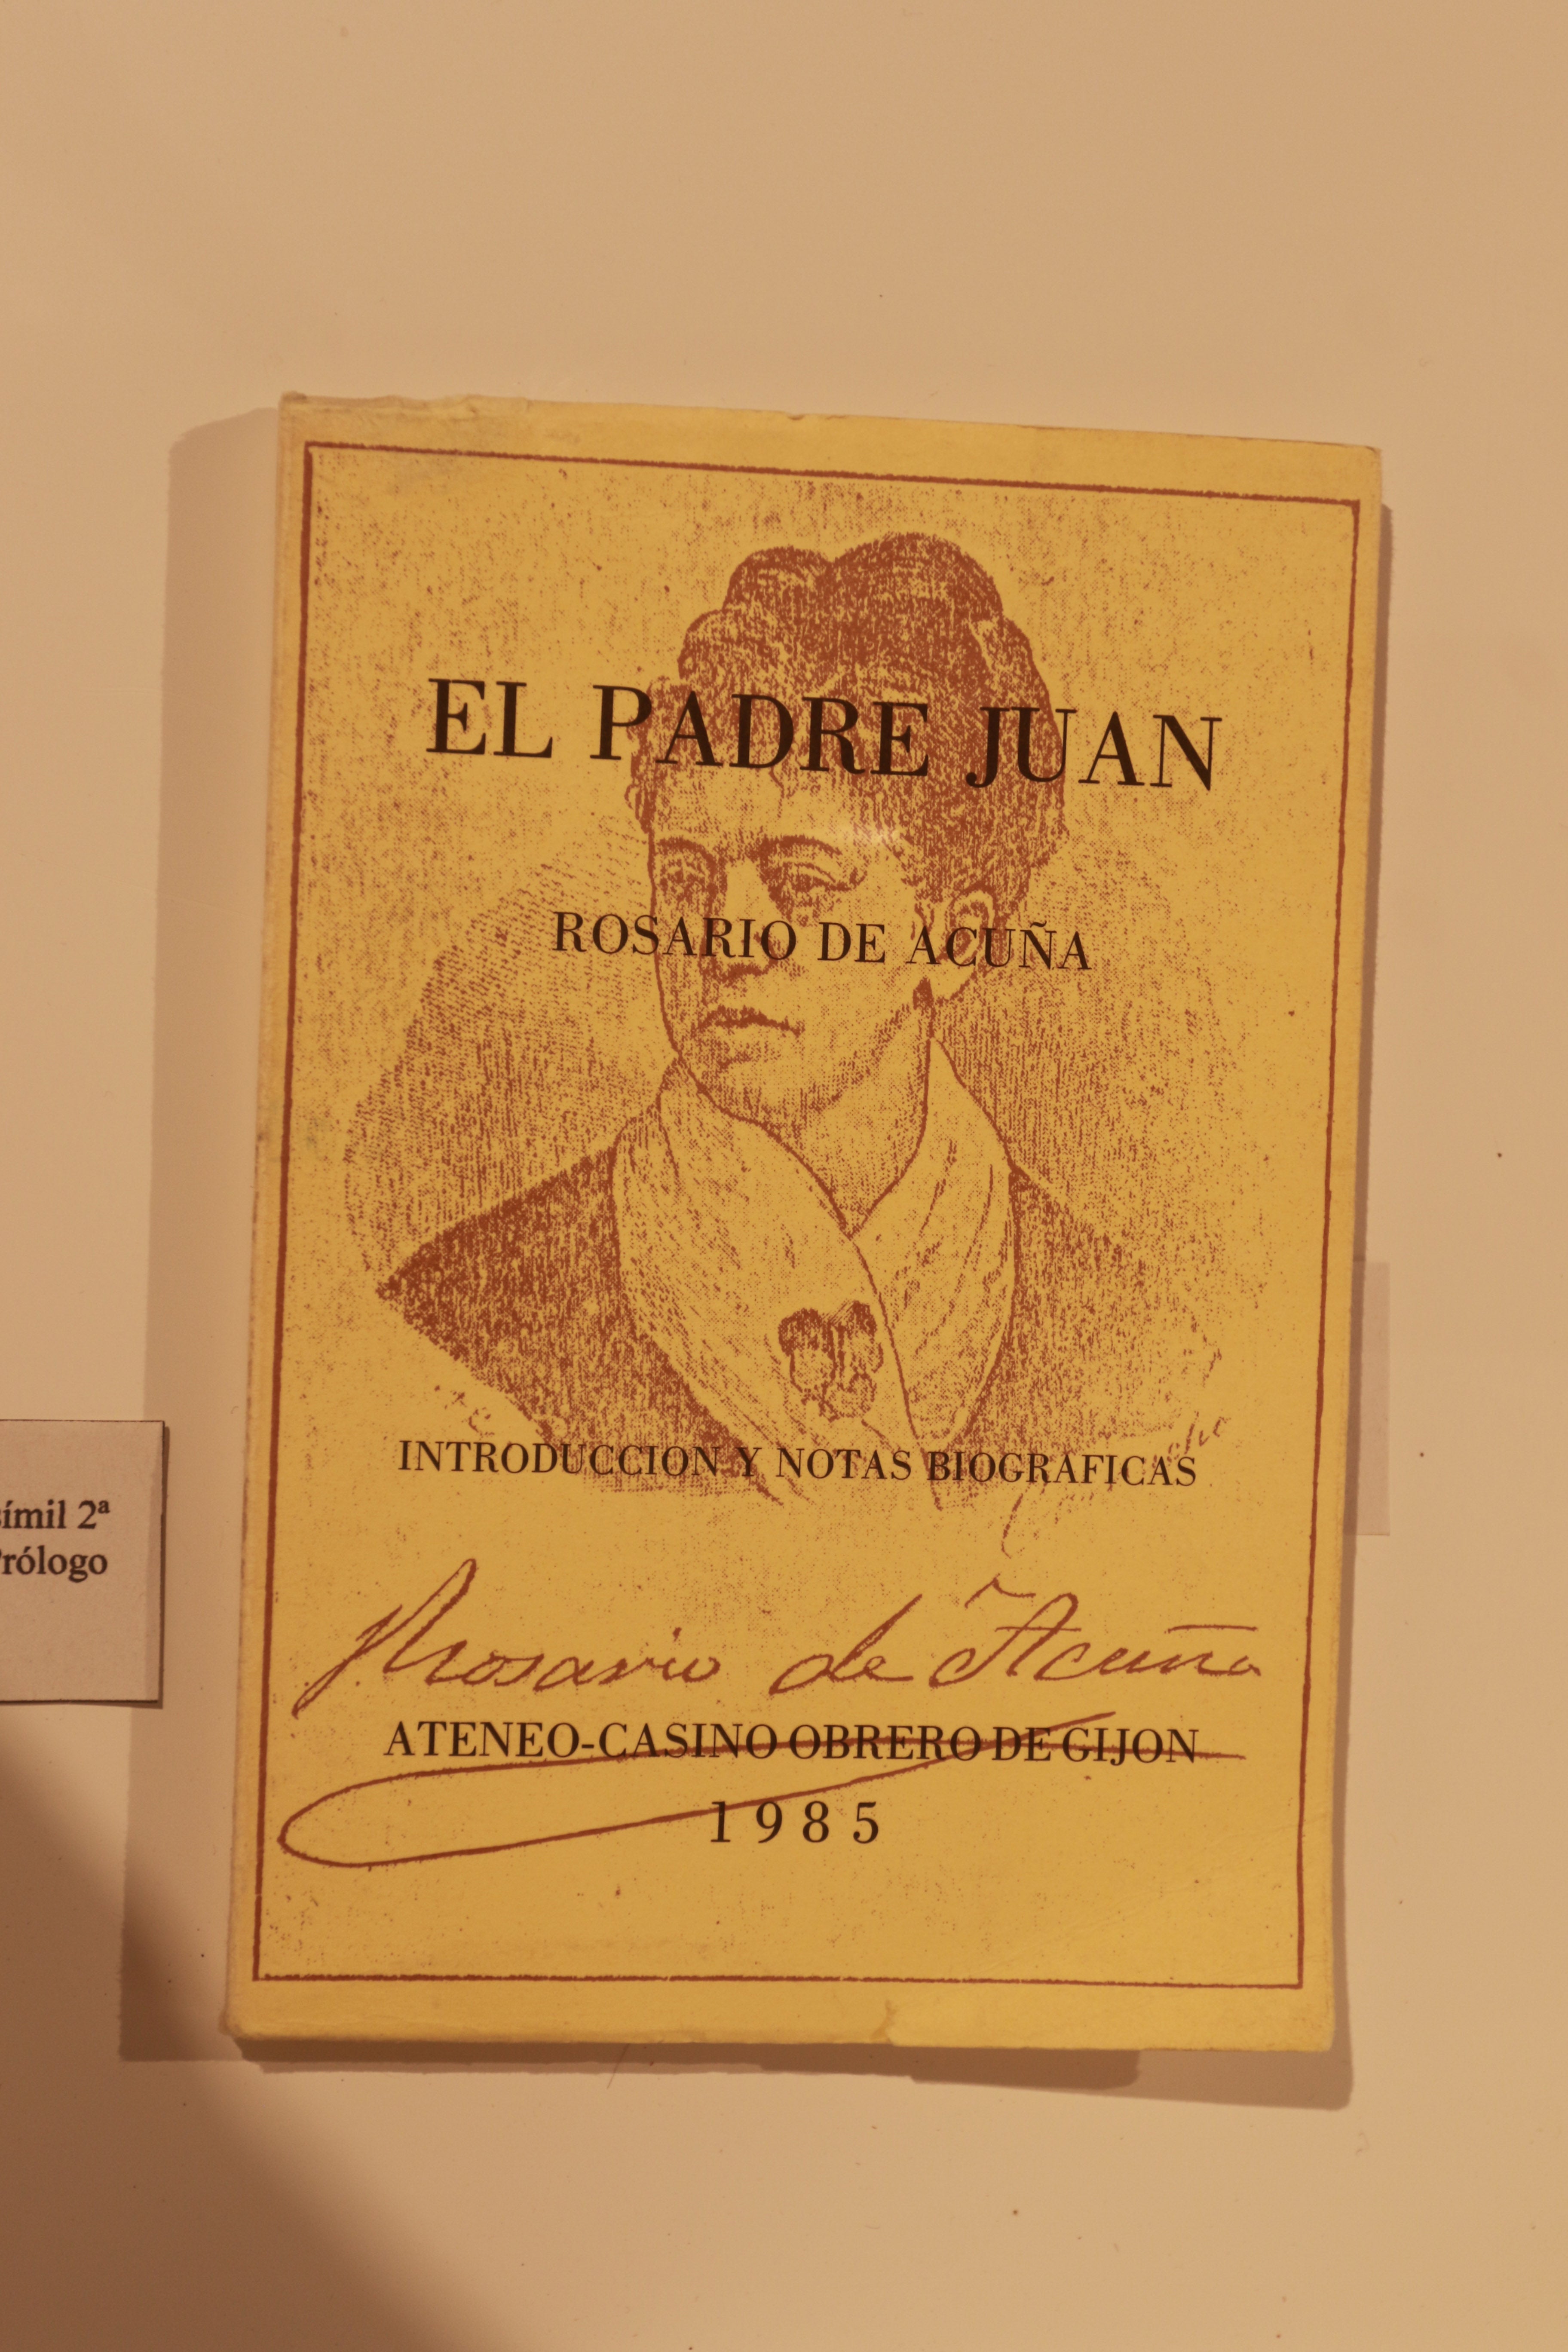 EL PADRE JUAN
ROSARIO DE ACUÑA
INTRODUCCION Y NOTAS BIOGRAFICAS
Rosario de Acuña
ATENEO-CASINO OBRERO DE GIJON
1985
símil 2ª
Prólogo